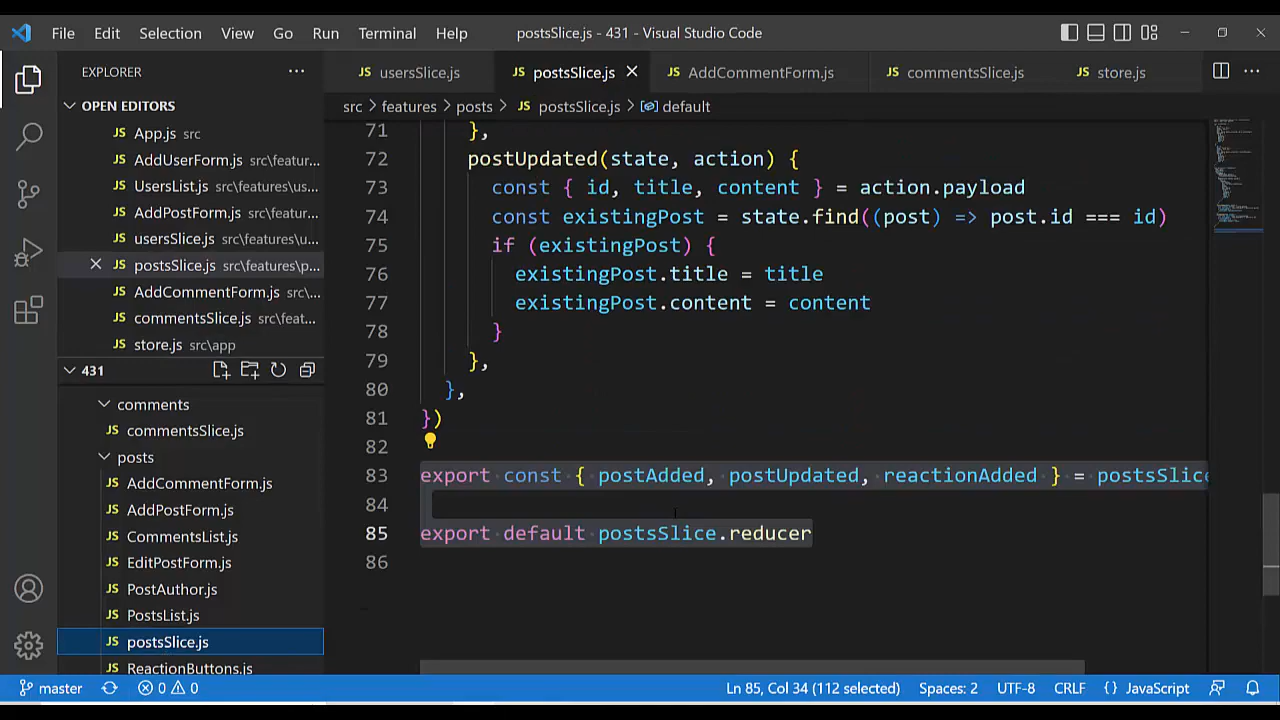 File Edit Selection View Go Run Terminal Help postsSlice.js - 431 - Visual Studio Code
EXPLORER
OPEN EDITORS
App.js src
AddUserForm.js src\featur...
UsersList.js src\features\us...
AddPostForm.js src\featur...
usersSlice.js src\features\u...
postsSlice.js src\features\p...
AddCommentForm.js src\...
commentsSlice.js src\feat...
store.js src\app
431
comments
commentsSlice.js
posts
AddCommentForm.js
AddPostForm.js
CommentsList.js
EditPostForm.js
PostAuthor.js
PostsList.js
postsSlice.js
ReactionButtons.js
usersSlice.js postsSlice.js AddCommentForm.js commentsSlice.js store.js
src > features > posts > postsSlice.js > default
71 },
72 postUpdated(state, action) {
73 const { id, title, content } = action.payload
74 const existingPost = state.find((post) => post.id === id)
75 if (existingPost) {
76 existingPost.title = title
77 existingPost.content = content
78 }
79 },
80 },
81 })
82
83 export const { postAdded, postUpdated, reactionAdded } = postsSlice
84
85 export default postsSlice.reducer
86
master 0 0 Ln 85, Col 34 (112 selected) Spaces: 2 UTF-8 CRLF {} JavaScript